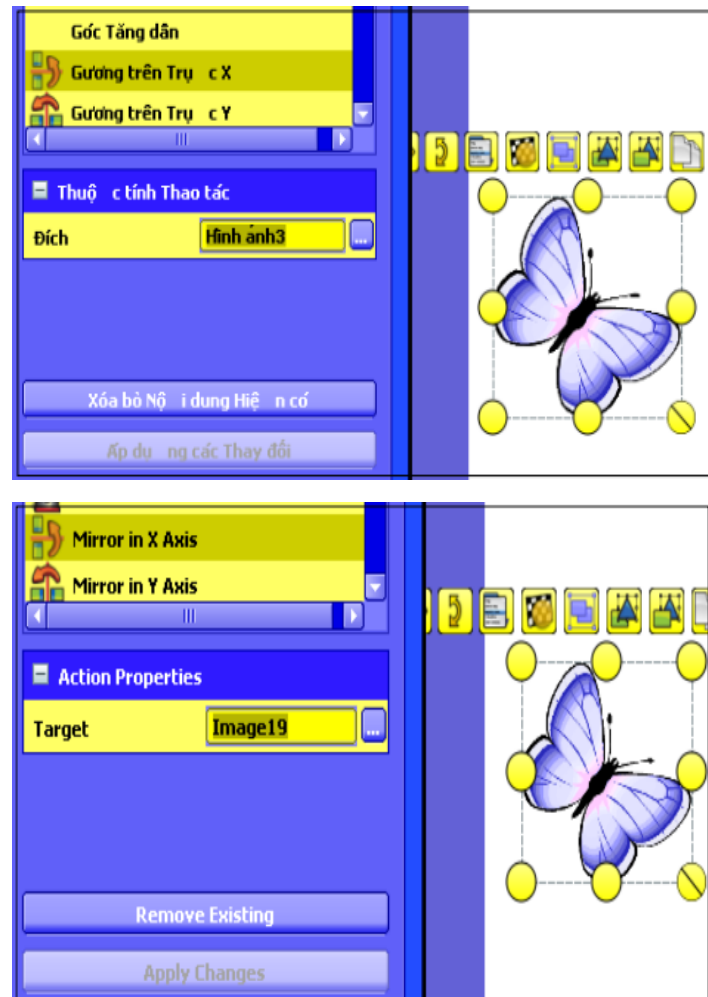 Góc Tăng dần
Gương trên Trụ c X
Gương trên Trụ c Y
Thuộ c tính Thao tác
Đích
Hình ảnh3
...
Xóa bỏ Nộ i dung Hiệ n có
Áp dụ ng các Thay đổi
Mirror in X Axis
Mirror in Y Axis
Action Properties
Target
Image19
...
Remove Existing
Apply Changes